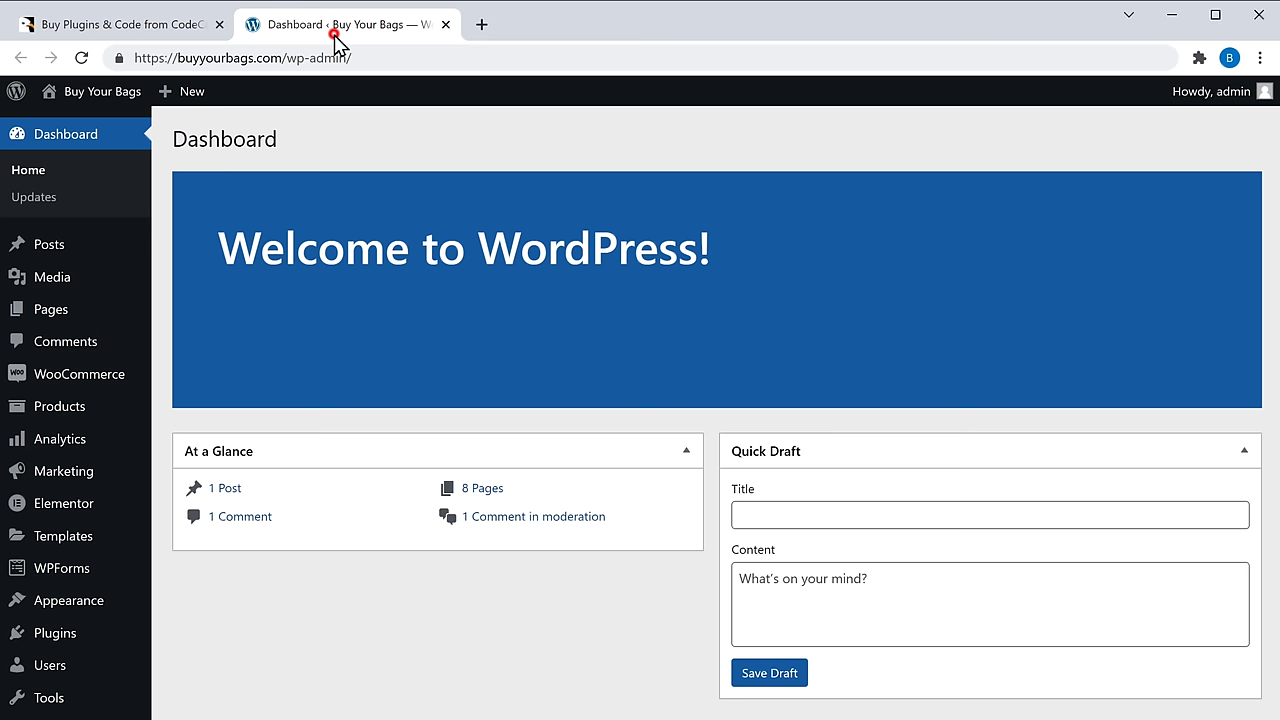 Buy Plugins & Code from CodeC
Dashboard ‹ Buy Your Bags — W
https://buyyourbags.com/wp-admin/
B
Buy Your Bags
New
Howdy, admin
Dashboard
Home
Updates
Posts
Media
Pages
Comments
WooCommerce
Products
Analytics
Marketing
Elementor
Templates
WPForms
Appearance
Plugins
Users
Tools
Dashboard
Welcome to WordPress!
At a Glance
1 Post
8 Pages
1 Comment
1 Comment in moderation
Quick Draft
Title
Content
What's on your mind?
Save Draft